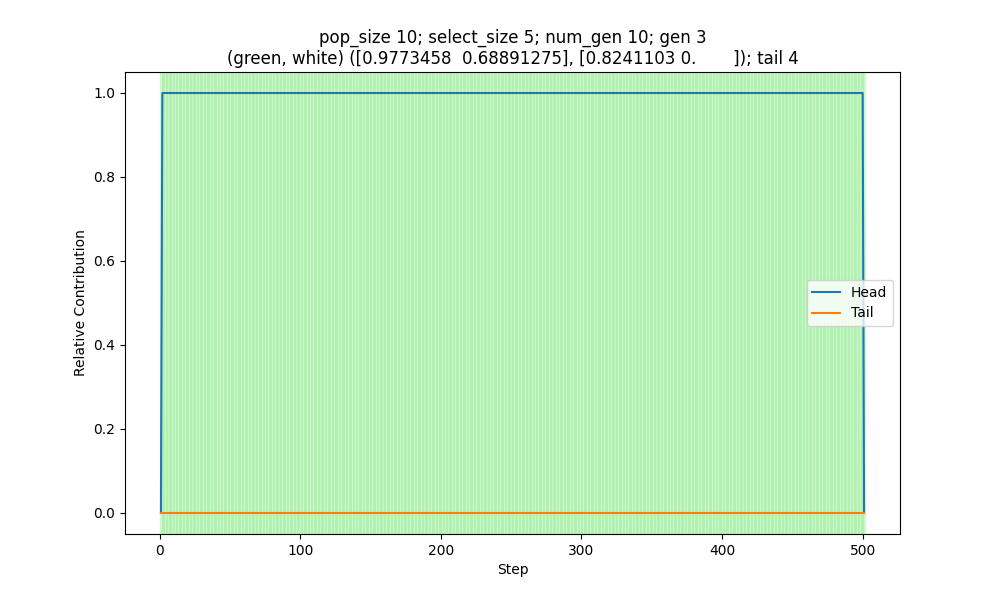 pop_size 10; select_size 5; num_gen 10; gen 3
(green, white) ([0.9773458  0.68891275], [0.8241103 0.       ]); tail 4
1.0
0.8
0.6
0.4
0.2
0.0
Relative Contribution
Head
Tail
0
100
200
300
400
500
Step